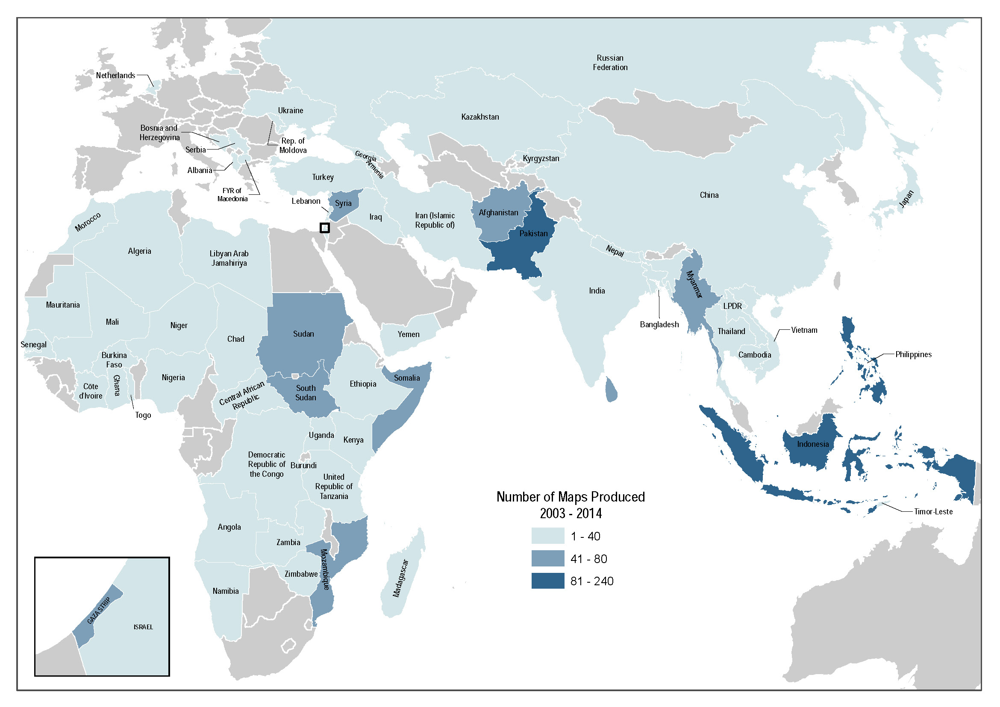 Russian
Federation
Netherlands
Ukraine
Kazakhstan
Bosnia and
Herzegovina
Rep. of
Moldova
Serbia
Georgia
Kyrgyzstan
Armenia
Albania
Turkey
FYR of
Macedonia
China
Japan
Lebanon
Syria
Afghanistan
Iraq
Iran (Islamic
Republic of)
Morocco
Pakistan
Algeria
Libyan Arab
Jamahiriya
Nepal
Myanmar
India
Mauritania
LPDR
Mali
Niger
Bangladesh
Sudan
Yemen
Thailand
Vietnam
Chad
Senegal
Burkina
Faso
Cambodia
Philippines
Nigeria
Ghana
Côte
d'Ivoire
Somalia
Ethiopia
South
Sudan
Central African
Republic
Togo
Uganda
Kenya
Indonesia
Democratic
Republic of
the Congo
Burundi
United
Republic of
Tanzania
Number of Maps Produced
2003 - 2014
Timor-Leste
Angola
1 - 40
Zambia
41 - 80
Mozambique
Zimbabwe
Madagascar
81 - 240
Namibia
GAZA STRIP
ISRAEL